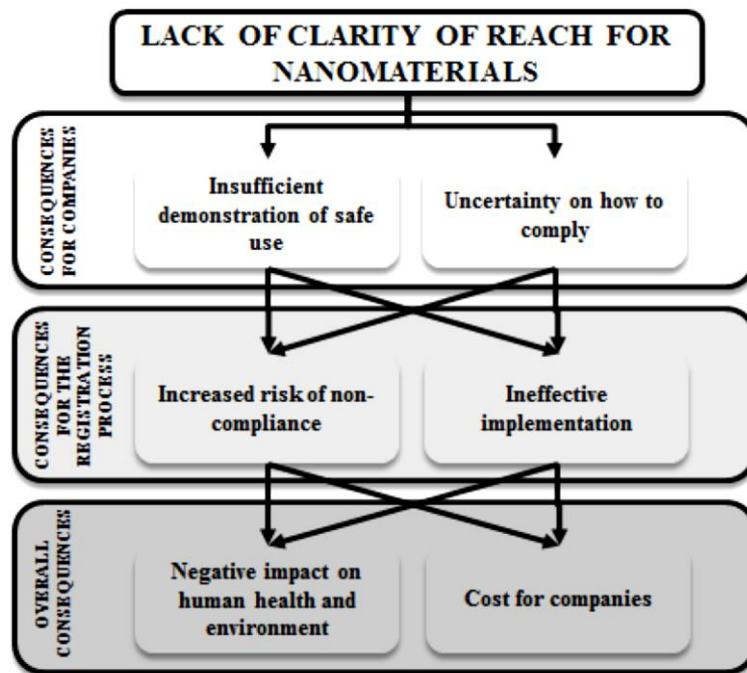 LACK OF CLARITY OF REACH FOR
NANOMATERIALS
CONSEQUENCES
FOR COMPANIES
Insufficient
demonstration of safe
use
Uncertainty on how to
comply
CONSEQUENCES
FOR THE
REGISTRATION
PROCESS
Increased risk of non-
compliance
Ineffective
implementation
OVERALL
CONSEQUENCES
Negative impact on
human health and
environment
Cost for companies